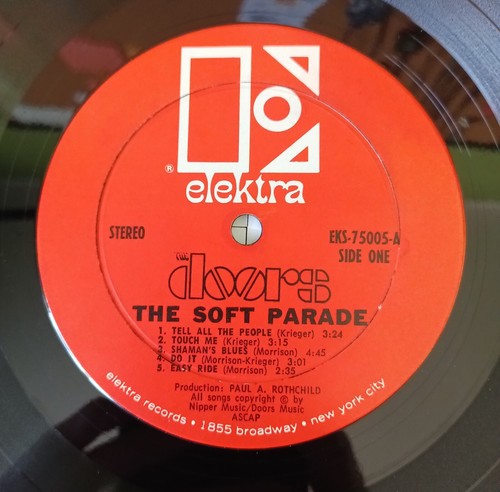 ®
elektra
STEREO
EKS-75005-A
SIDE ONE
THE
doors
THE SOFT PARADE
1. TELL ALL THE PEOPLE (Krieger) 3:24
2. TOUCH ME (Krieger) 3:15
3. SHAMAN'S BLUES (Morrison) 4:45
4. DO IT (Morrison-Krieger) 3:01
5. EASY RIDE (Morrison) 2:35
Production: PAUL A. ROTHCHILD
All songs copyright © by
Nipper Music/Doors Music
ASCAP
elektra records • 1855 broadway • new york city